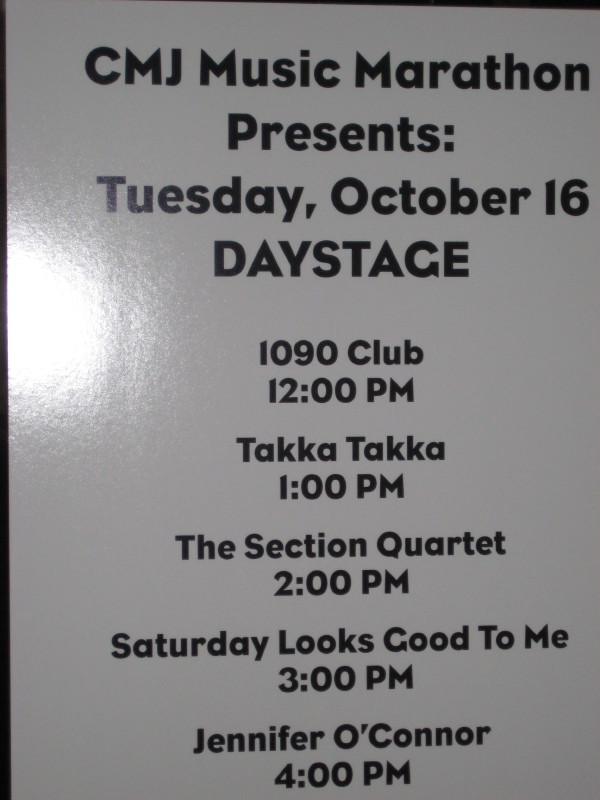 CMJ Music Marathon
Presents:
Tuesday, October 16
DAYSTAGE
1090 Club
12:00 PM
Takka Takka
1:00 PM
The Section Quartet
2:00 PM
Saturday Looks Good To Me
3:00 PM
Jennifer O'Connor
4:00 PM